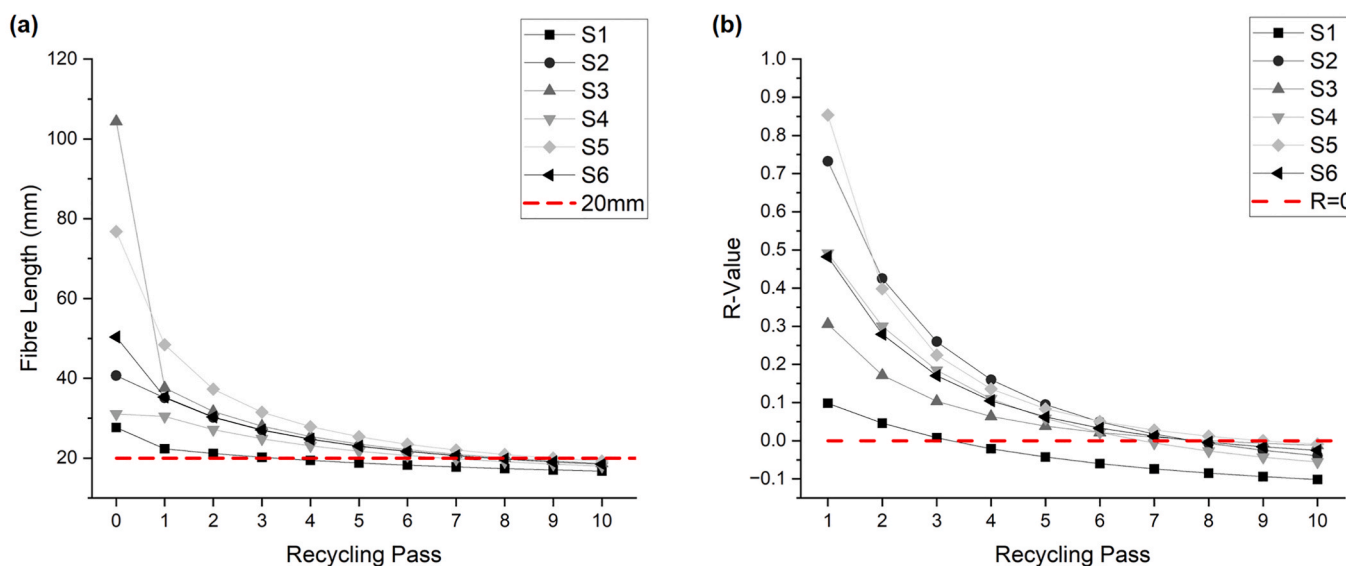 (a)
S1
S2
S3
S4
S5
S6
20mm
120
100
80
60
40
20
Fibre Length (mm)
0 1 2 3 4 5 6 7 8 9 10
Recycling Pass
(b)
S1
S2
S3
S4
S5
S6
R=0
1.0
0.9
0.8
0.7
0.6
0.5
0.4
0.3
0.2
0.1
0.0
−0.1
R-Value
1 2 3 4 5 6 7 8 9 10
Recycling Pass